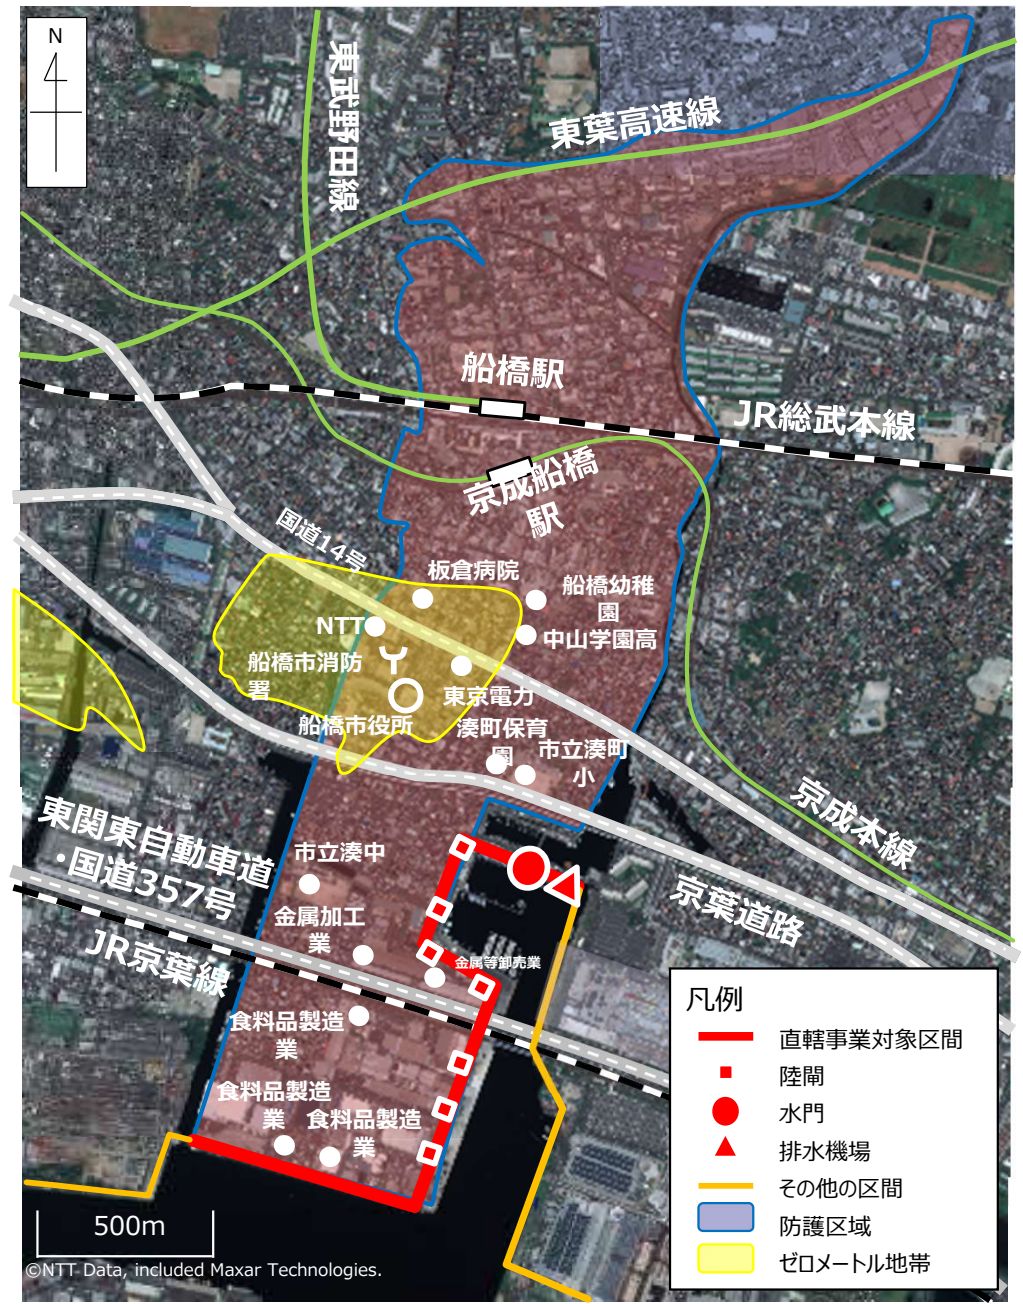 N
東武野田線
東葉高速線
船橋駅
JR総武本線
京成船橋
駅
国道14号
板倉病院
船橋幼稚
園
NTT
中山学園高
船橋市消防
署
東京電力
船橋市役所
湊町保育
園
市立湊町
小
東関東自動車道
・国道357号
京成本線
市立湊中
京葉道路
金属加工
業
JR京葉線
金属等卸売業
食料品製造
業
食料品製造
業
食料品製造
業
凡例
直轄事業対象区間
陸閘
水門
排水機場
その他の区間
防護区域
ゼロメートル地帯
500m
©NTT Data, included Maxar Technologies.